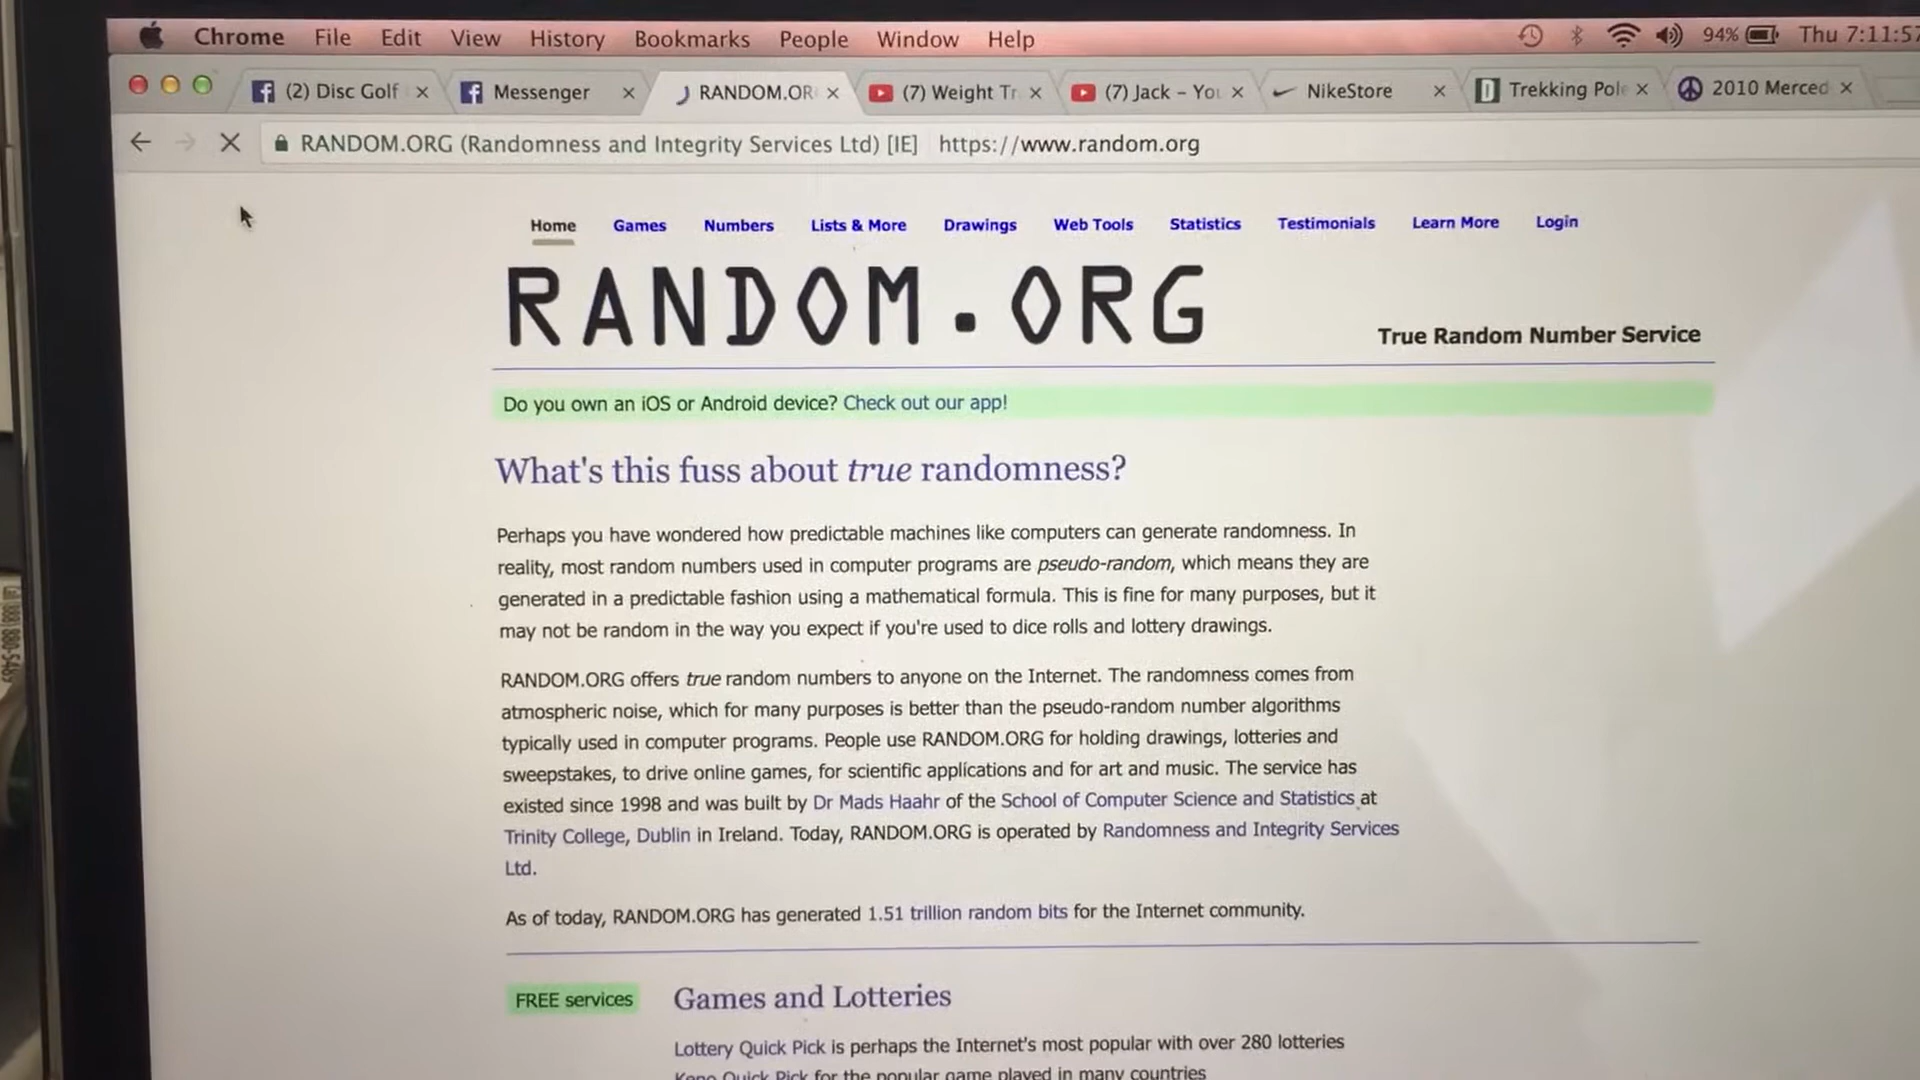 Chrome File Edit View History Bookmarks People Window Help 94% Thu 7:11:57
(2) Disc Golf Messenger RANDOM.OR (7) Weight Tr (7) Jack - You NikeStore Trekking Pole 2010 Merced
RANDOM.ORG (Randomness and Integrity Services Ltd) [IE] https://www.random.org
Home Games Numbers Lists & More Drawings Web Tools Statistics Testimonials Learn More Login
RANDOM.ORG
True Random Number Service
Do you own an iOS or Android device? Check out our app!
What's this fuss about true randomness?
Perhaps you have wondered how predictable machines like computers can generate randomness. In
reality, most random numbers used in computer programs are pseudo-random, which means they are
generated in a predictable fashion using a mathematical formula. This is fine for many purposes, but it
may not be random in the way you expect if you're used to dice rolls and lottery drawings.
RANDOM.ORG offers true random numbers to anyone on the Internet. The randomness comes from
atmospheric noise, which for many purposes is better than the pseudo-random number algorithms
typically used in computer programs. People use RANDOM.ORG for holding drawings, lotteries and
sweepstakes, to drive online games, for scientific applications and for art and music. The service has
existed since 1998 and was built by Dr Mads Haahr of the School of Computer Science and Statistics at
Trinity College, Dublin in Ireland. Today, RANDOM.ORG is operated by Randomness and Integrity Services
Ltd.
As of today, RANDOM.ORG has generated 1.51 trillion random bits for the Internet community.
FREE services
Games and Lotteries
Lottery Quick Pick is perhaps the Internet's most popular with over 280 lotteries
Keno Quick Pick for the popular game played in many countries